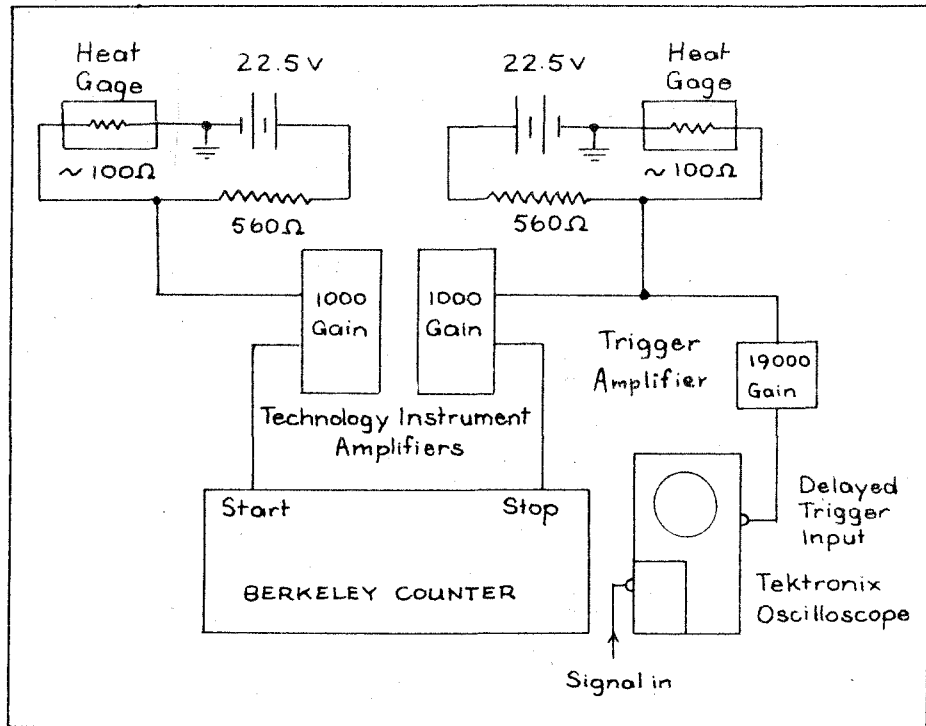 Heat
Gage
22.5 V
22.5 V
Heat
Gage
~ 100Ω
560Ω
560Ω
~ 100Ω
1000
Gain
1000
Gain
Trigger
Amplifier
19000
Gain
Technology Instrument
Amplifiers
Start
Stop
BERKELEY COUNTER
Delayed
Trigger
Input
Tektronix
Oscilloscope
Signal in